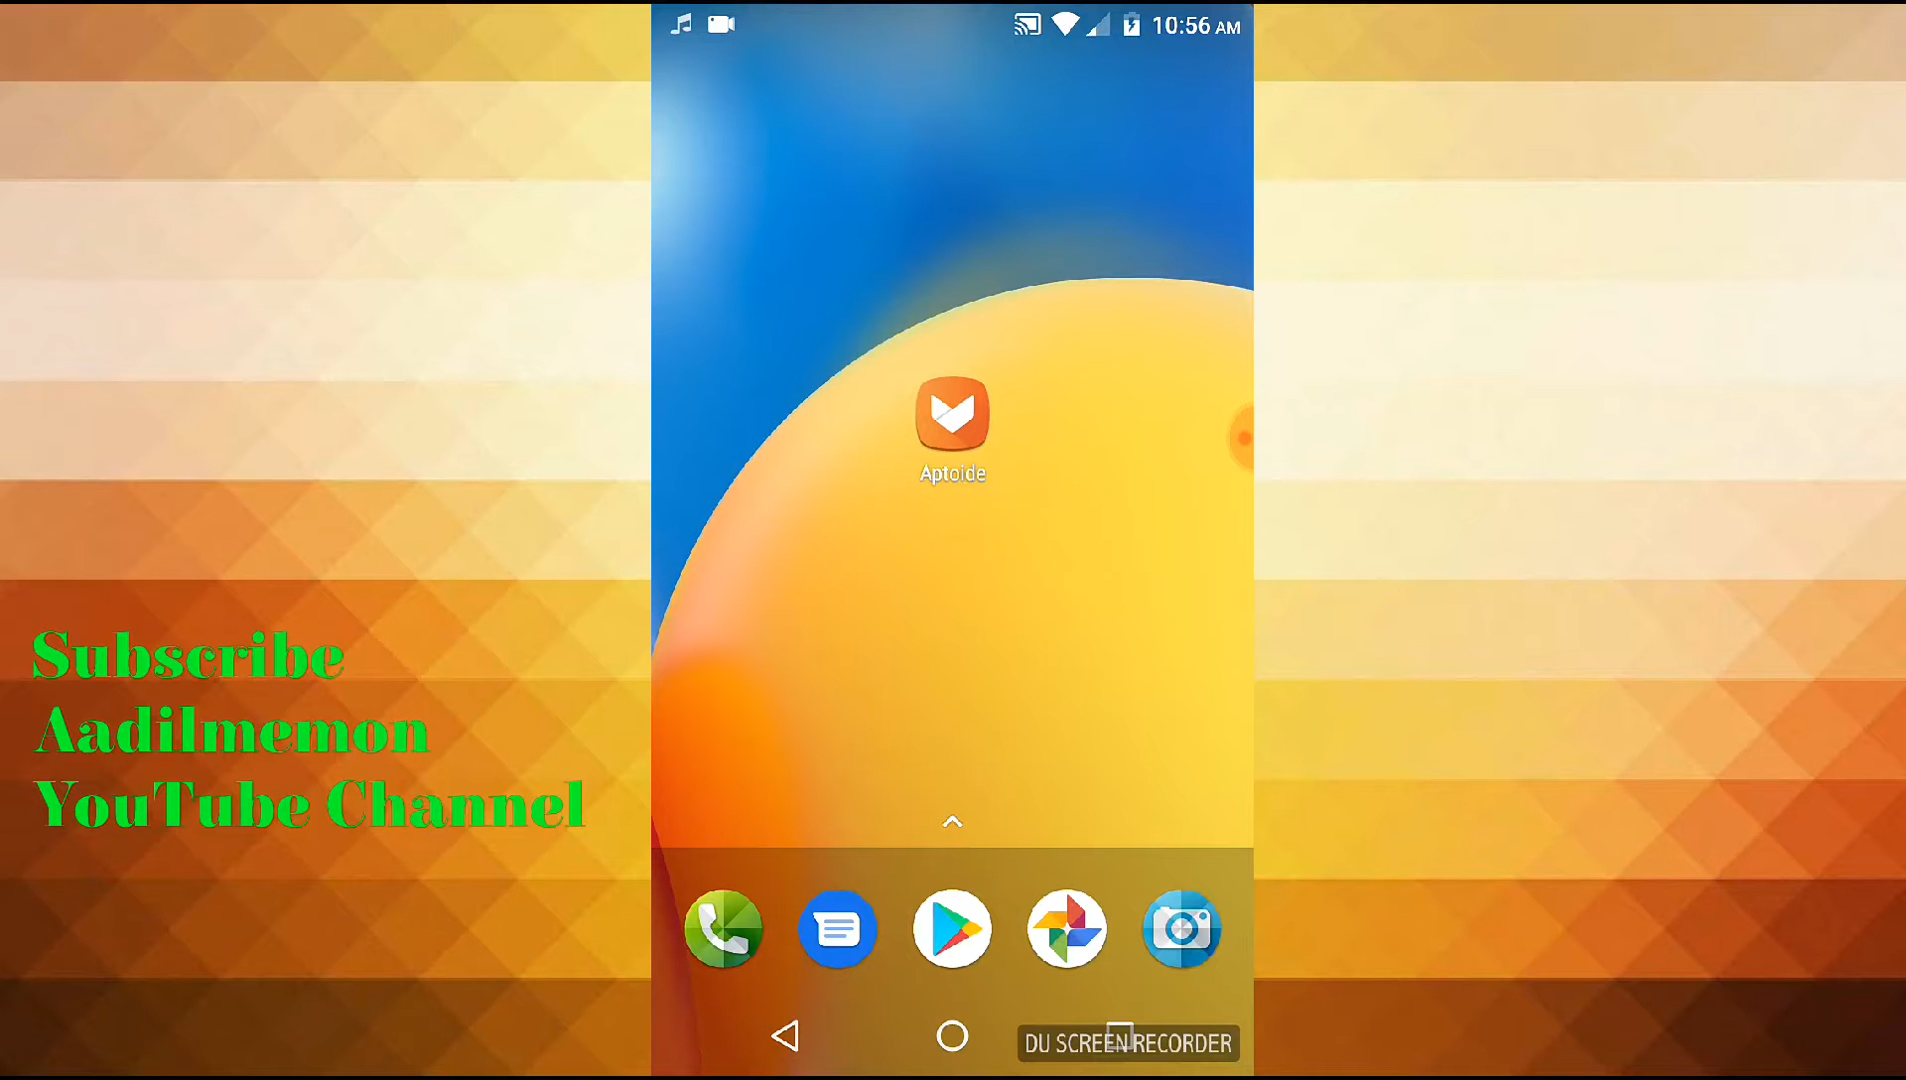 10:56 AM
Aptoide
Subscribe
Aadilmemon
YouTube Channel
DU SCREEN RECORDER